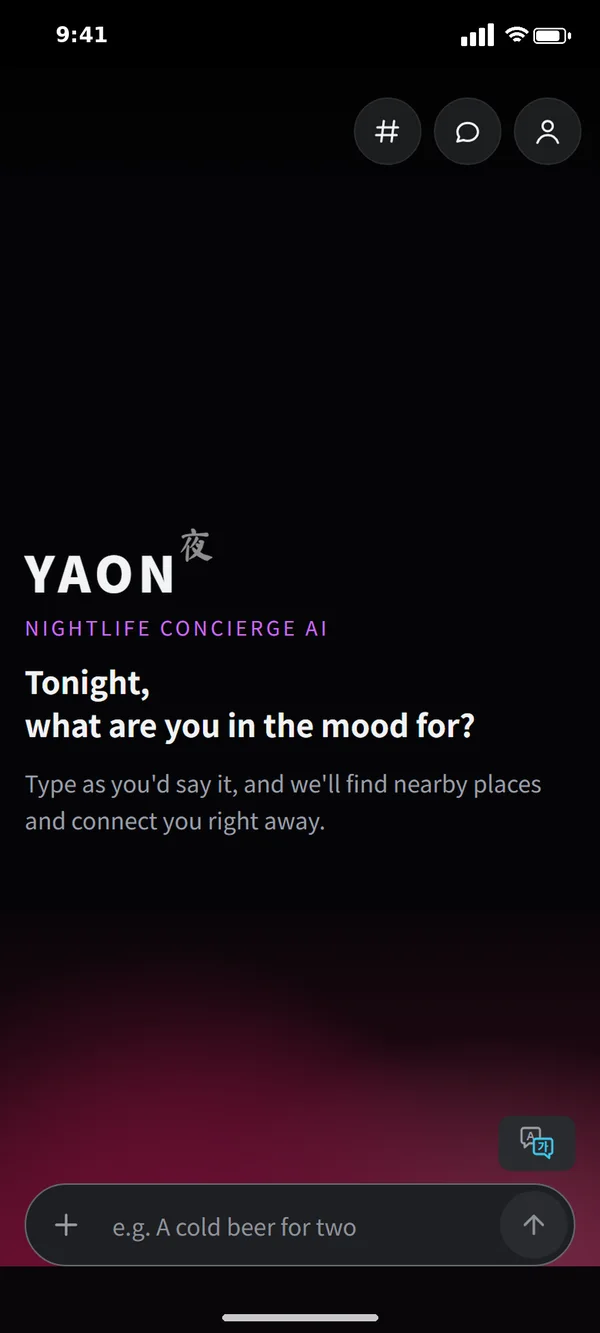 9:41
YAON夜
NIGHTLIFE CONCIERGE AI
Tonight,
what are you in the mood for?
Type as you'd say it, and we'll find nearby places
and connect you right away.
A 가
e.g. A cold beer for two